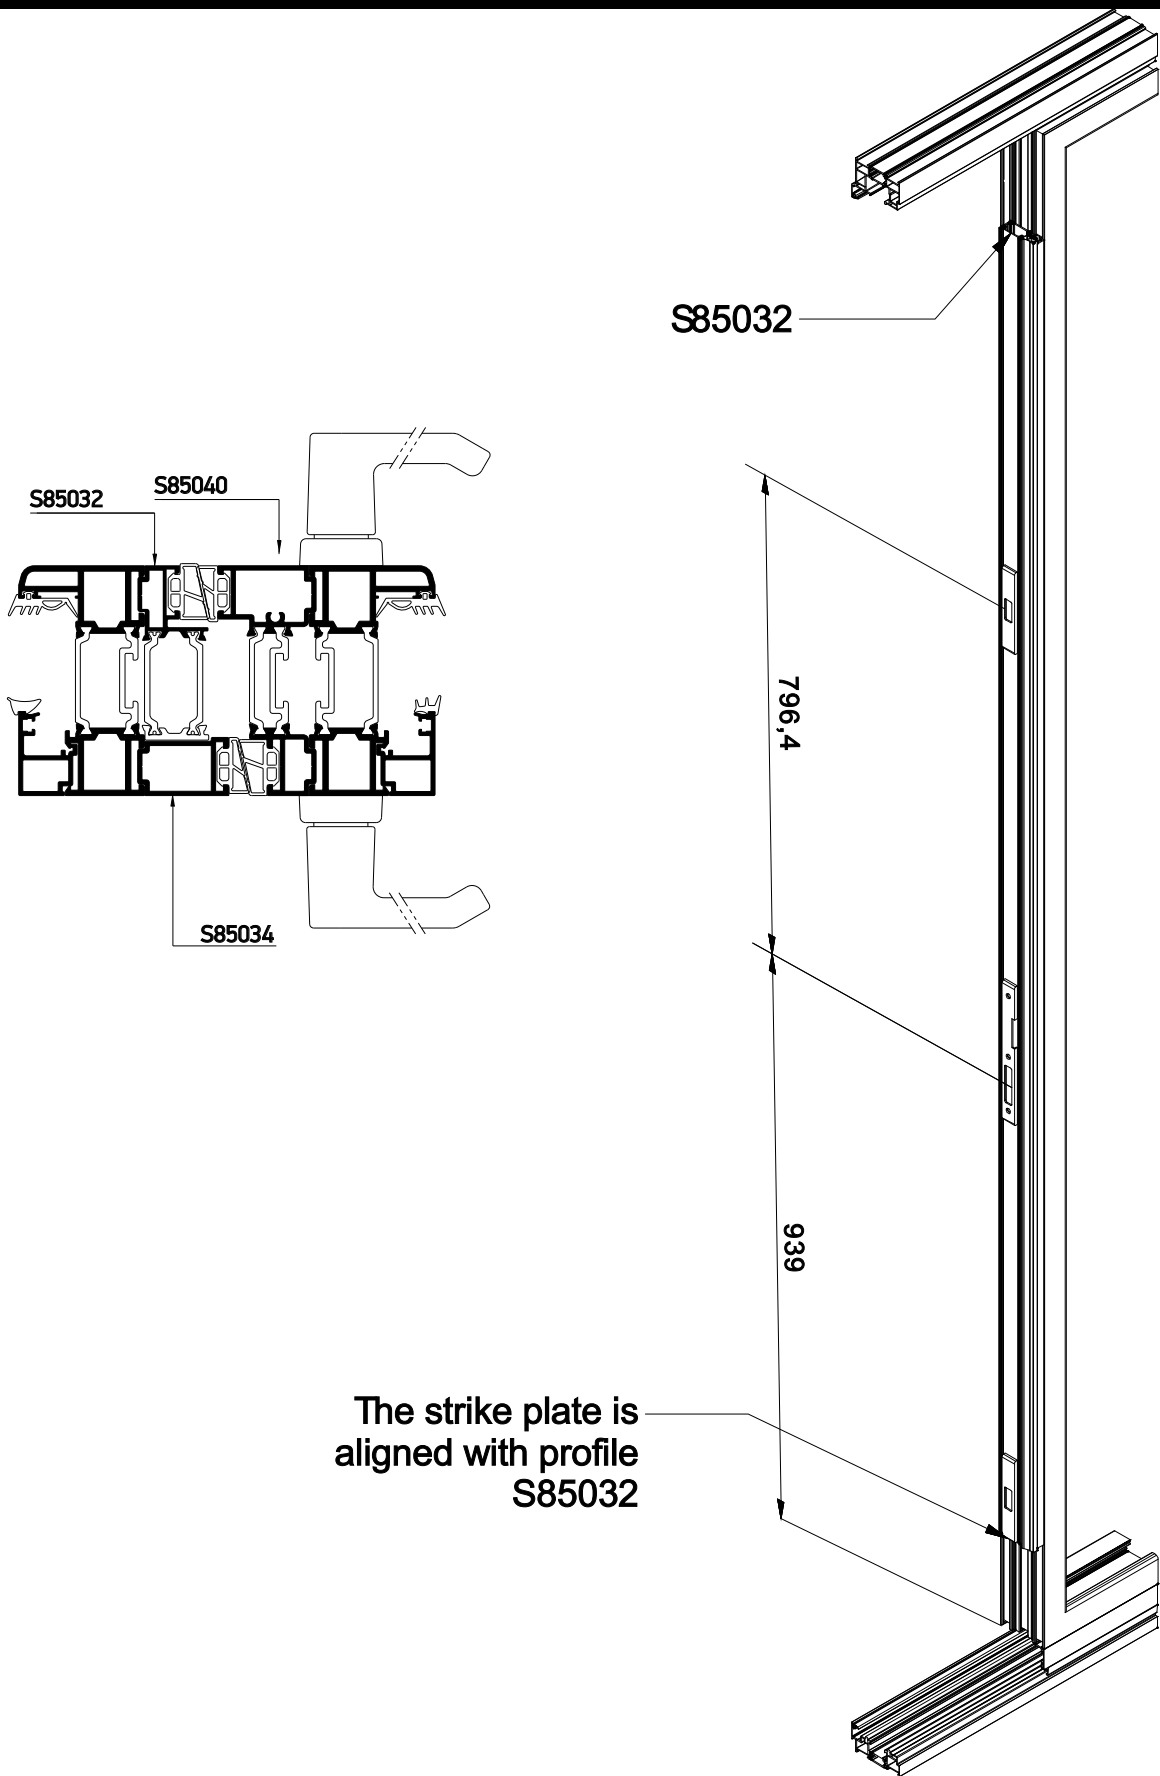 S85032
S85032
S85040
796,4
S85034
939
The strike plate is
aligned with profile
S85032